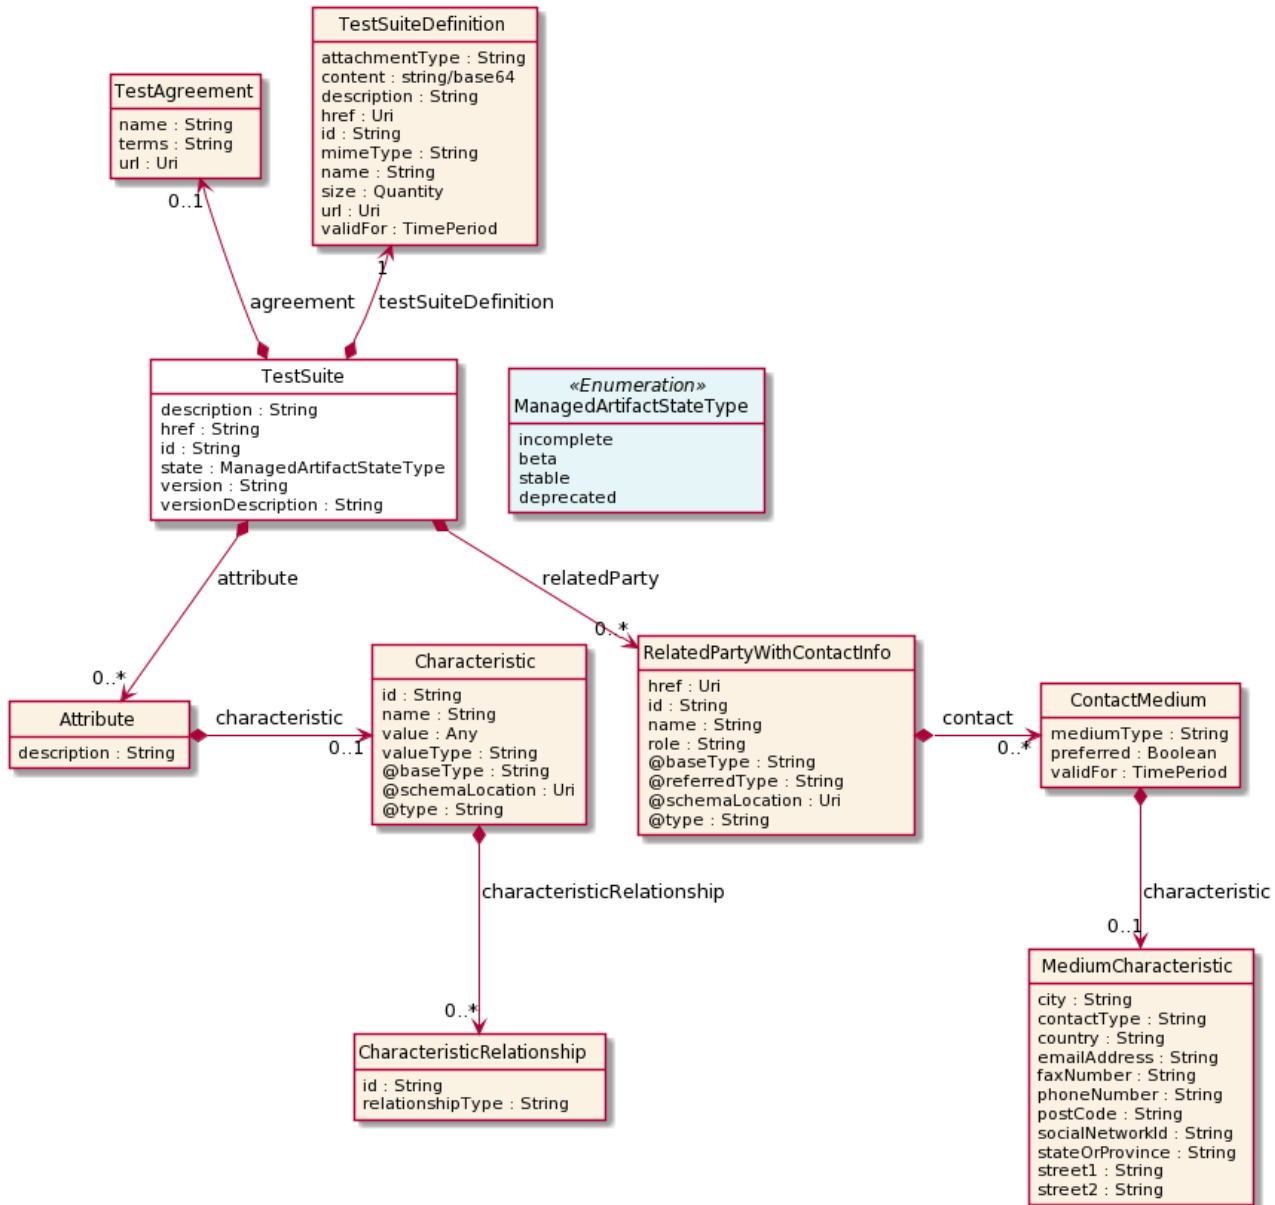 TestSuiteDefinition
attachmentType : String
content : string/base64
description : String
href : Uri
id : String
mimeType : String
name : String
size : Quantity
url : Uri
validFor : TimePeriod
TestAgreement
name : String
terms : String
url : Uri
0..1
1
agreement
testSuiteDefinition
TestSuite
description : String
href : String
id : String
state : ManagedArtifactStateType
version : String
versionDescription : String
«Enumeration»
ManagedArtifactStateType
incomplete
beta
stable
deprecated
attribute
relatedParty
0..*
0..*
Attribute
description : String
characteristic
0..1
Characteristic
id : String
name : String
value : Any
valueType : String
@baseType : String
@schemaLocation : Uri
@type : String
RelatedPartyWithContactInfo
href : Uri
id : String
name : String
role : String
@baseType : String
@referredType : String
@schemaLocation : Uri
@type : String
contact
0..*
ContactMedium
mediumType : String
preferred : Boolean
validFor : TimePeriod
characteristicRelationship
0..*
characteristic
0..1
CharacteristicRelationship
id : String
relationshipType : String
MediumCharacteristic
city : String
contactType : String
country : String
emailAddress : String
faxNumber : String
phoneNumber : String
postCode : String
socialNetworkId : String
stateOrProvince : String
street1 : String
street2 : String